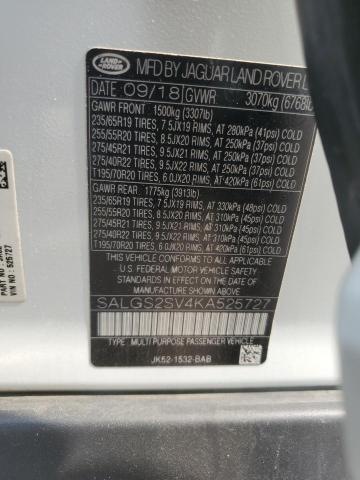 LAND ROVER
MFD BY JAGUAR LAND ROVER
DATE 09/18 GVWR 3070kg (6768l
GAWR FRONT 1500kg (3307lb)
235/65R19 TIRES, 7.5JX19 RIMS, AT 280kPa (41psi) COLD
255/55R20 TIRES, 8.5JX20 RIMS, AT 250kPa (37psi) COLD
275/45R21 TIRES, 9.5JX21 RIMS, AT 250kPa (37psi) COLD
275/40R22 TIRES, 9.5JX22 RIMS, AT 250kPa (37psi) COLD
T195/70R20 TIRES, 6.0JX20 RIMS, AT 420kPa (61psi) COLD
GAWR REAR 1775kg (3913lb)
235/65R19 TIRES, 7.5JX19 RIMS, AT 330kPa (48psi) COLD
255/55R20 TIRES, 8.5JX20 RIMS, AT 310kPa (45psi) COLD
275/45R21 TIRES, 9.5JX21 RIMS, AT 310kPa (45psi) COLD
275/40R22 TIRES, 9.5JX22 RIMS, AT 310kPa (45psi) COLD
T195/70R20 TIRES, 6.0JX20 RIMS, AT 420kPa (61psi) COLD
THIS VEHICLE CONFORMS TO ALL APPLICABLE
FEDERAL MOTOR VEHICLE SAFETY, BUMPER, AND
THEFT PREVENTION STANDARDS IN EFFECT ON THE
DATE OF MANUFACTURE SHOWN ABOVE.
SALGS2SV4KA525727
TYPE: MULTI PURPOSE PASSENGER VEHICLE
JK52-1532-BAB
VIN NO : 525727